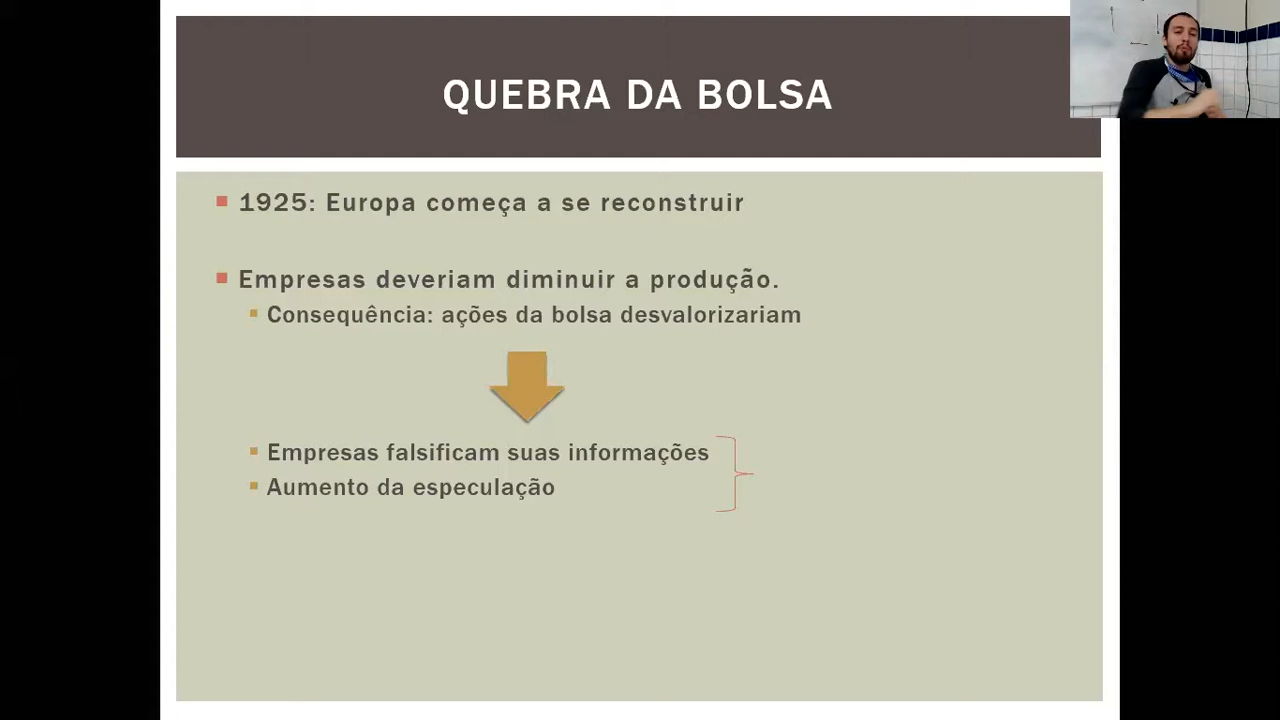 QUEBRA DA BOLSA
1925: Europa começa a se reconstruir
Empresas deveriam diminuir a produção.
Consequência: ações da bolsa desvalorizariam
Empresas falsificam suas informações
Aumento da especulação